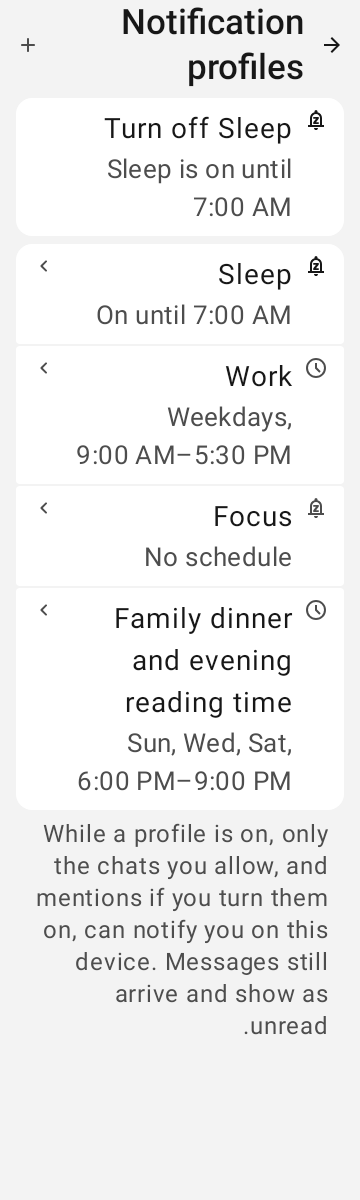 Notification
profiles
Turn off Sleep
Sleep is on until
7:00 AM
Sleep
On until 7:00 AM
Work
Weekdays,
9:00 AM–5:30 PM
Focus
No schedule
Family dinner
and evening
reading time
Sun, Wed, Sat,
6:00 PM–9:00 PM
While a profile is on, only
the chats you allow, and
mentions if you turn them
on, can notify you on this
device. Messages still
arrive and show as
.unread